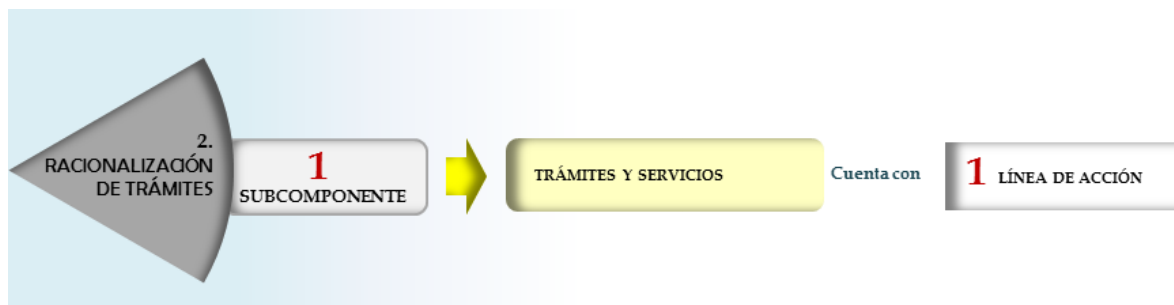 2.
RACIONALIZACIÓN
DE TRÁMITES
1
SUBCOMPONENTE
TRÁMITES Y SERVICIOS
Cuenta con
1 LÍNEA DE ACCIÓN